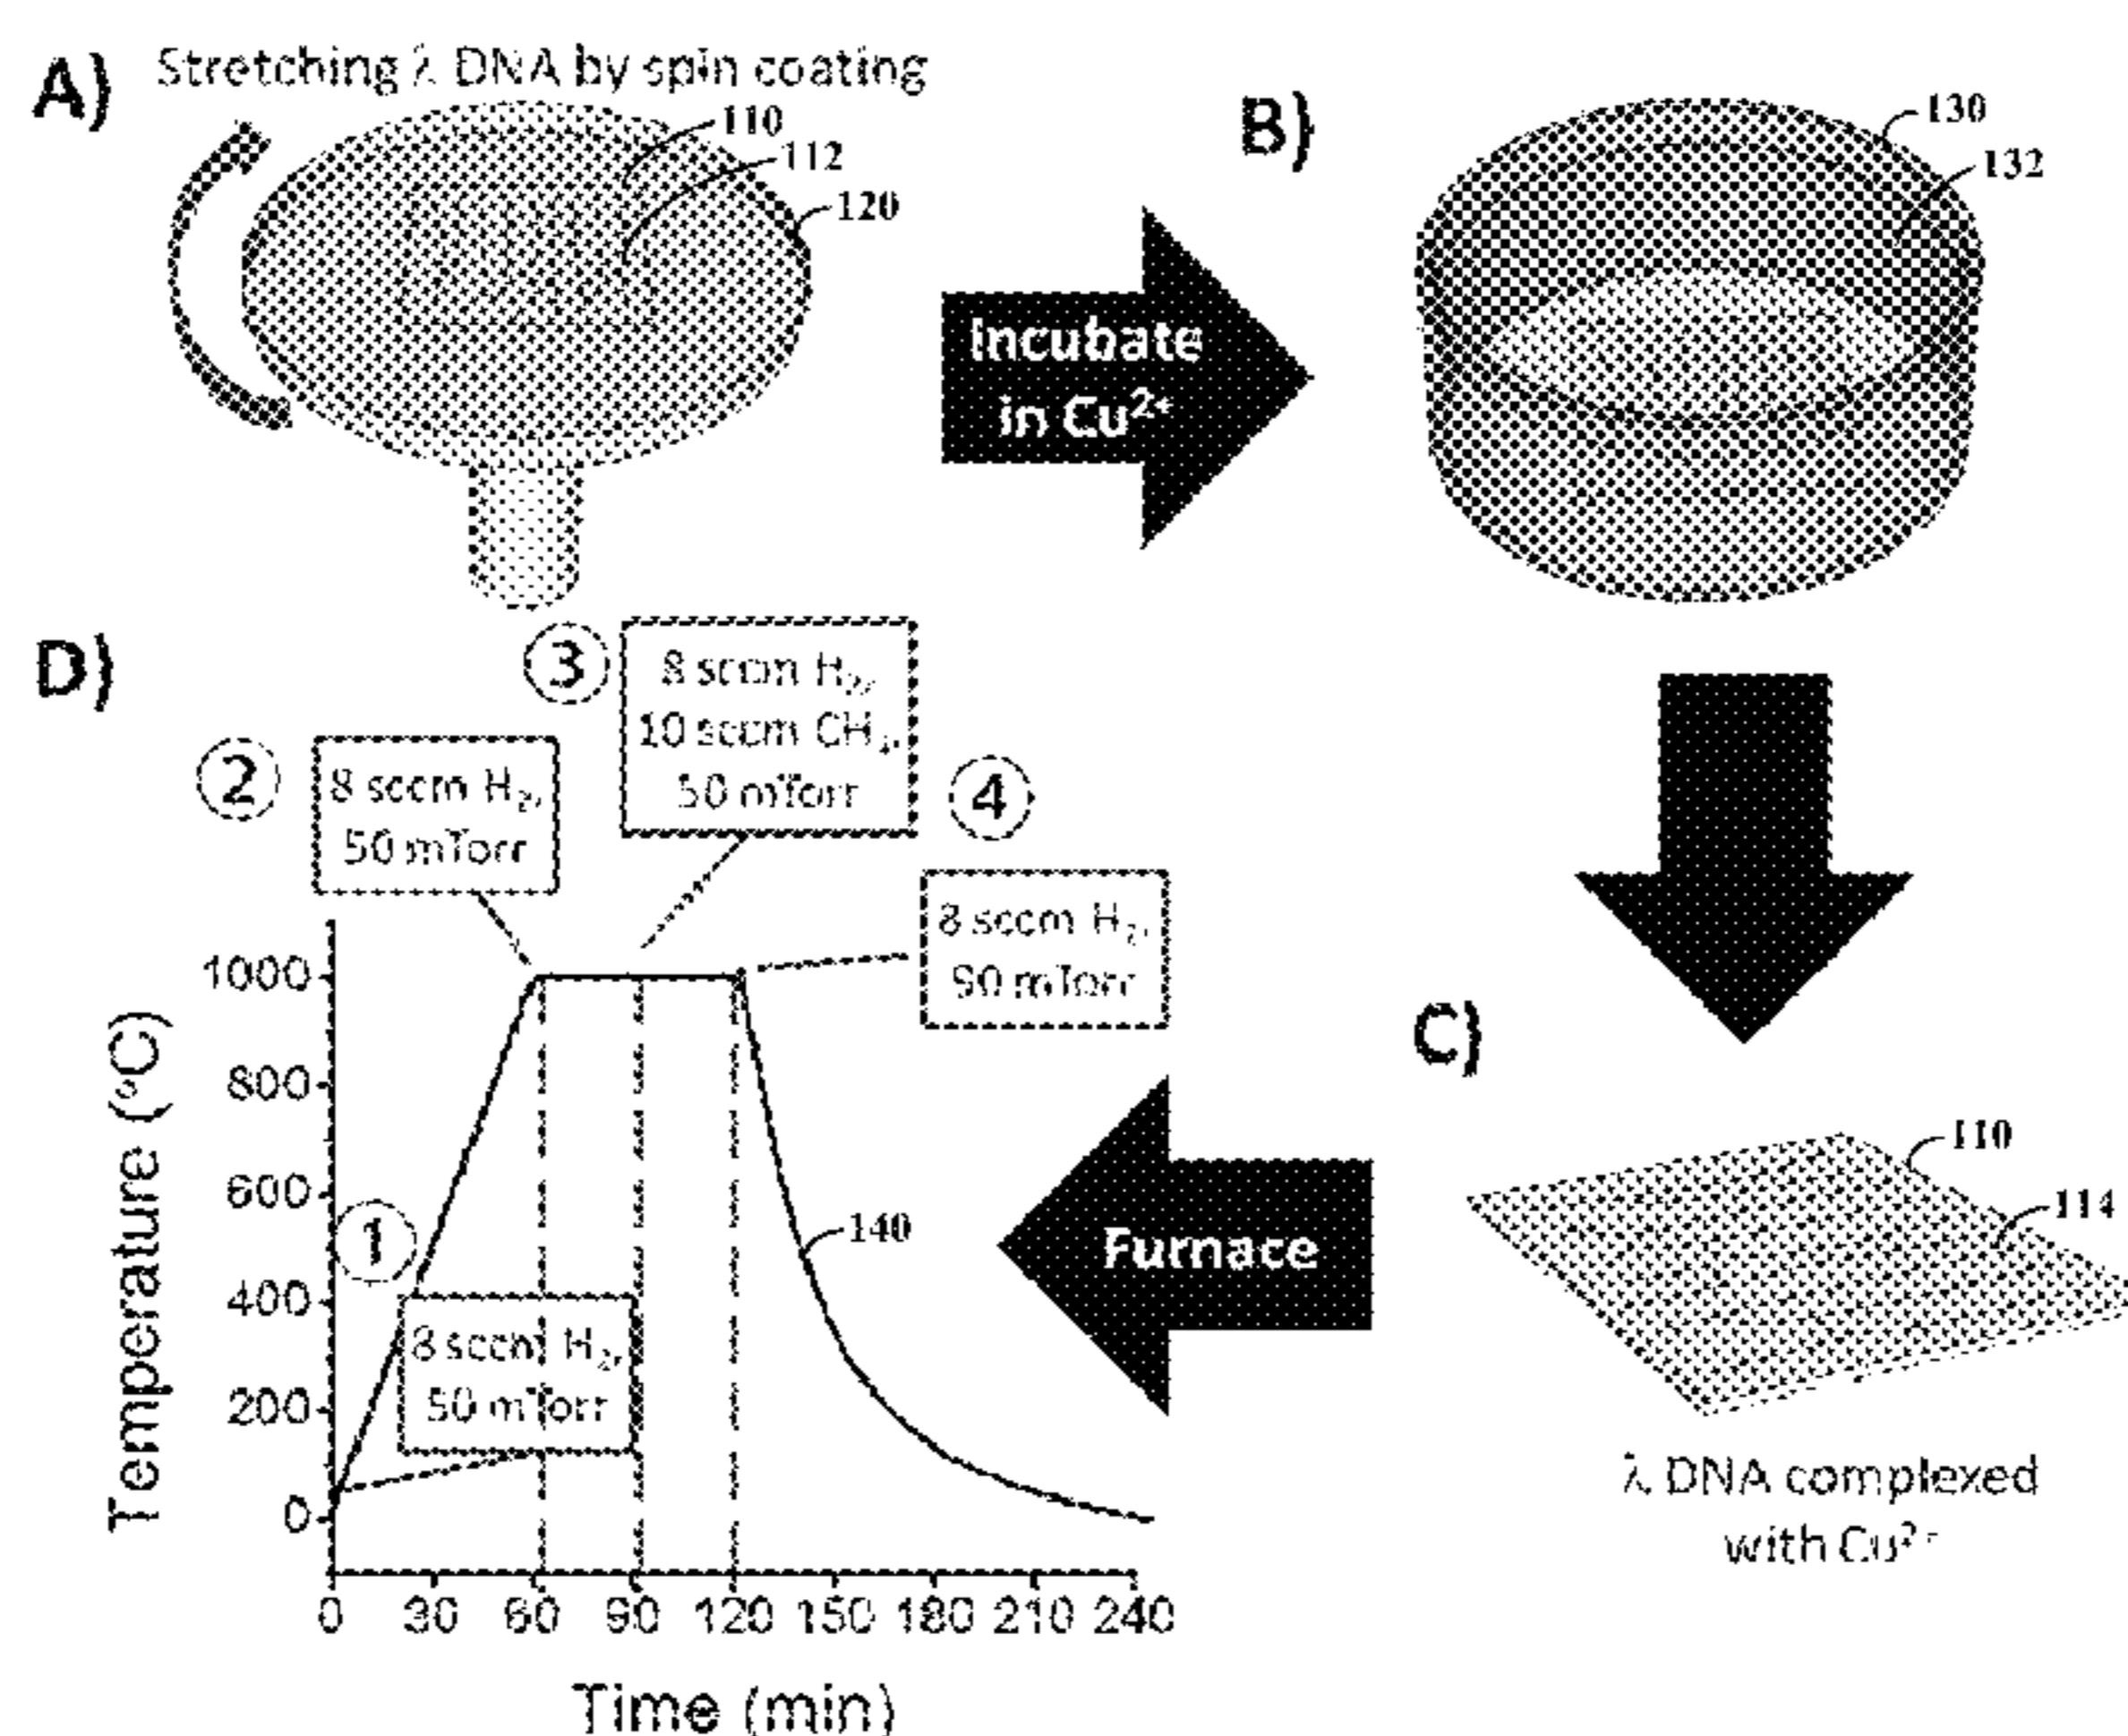 A) Stretching λ DNA by spin coating
110
112
120
Incubate
in Cu²⁺
B)
130
132
D)
3
8 sccm H₂,
10 sccm CH₄,
50 mTorr
2
8 sccm H₂,
50 mTorr
4
8 sccm H₂,
90 mTorr
1000
800
600
400
200
0
Temperature (°C)
1
8 sccm H₂,
50 mTorr
140
0 30 60 90 120 150 180 210 240
Time (min)
Furnace
C)
110
114
λ DNA complexed
with Cu²⁺